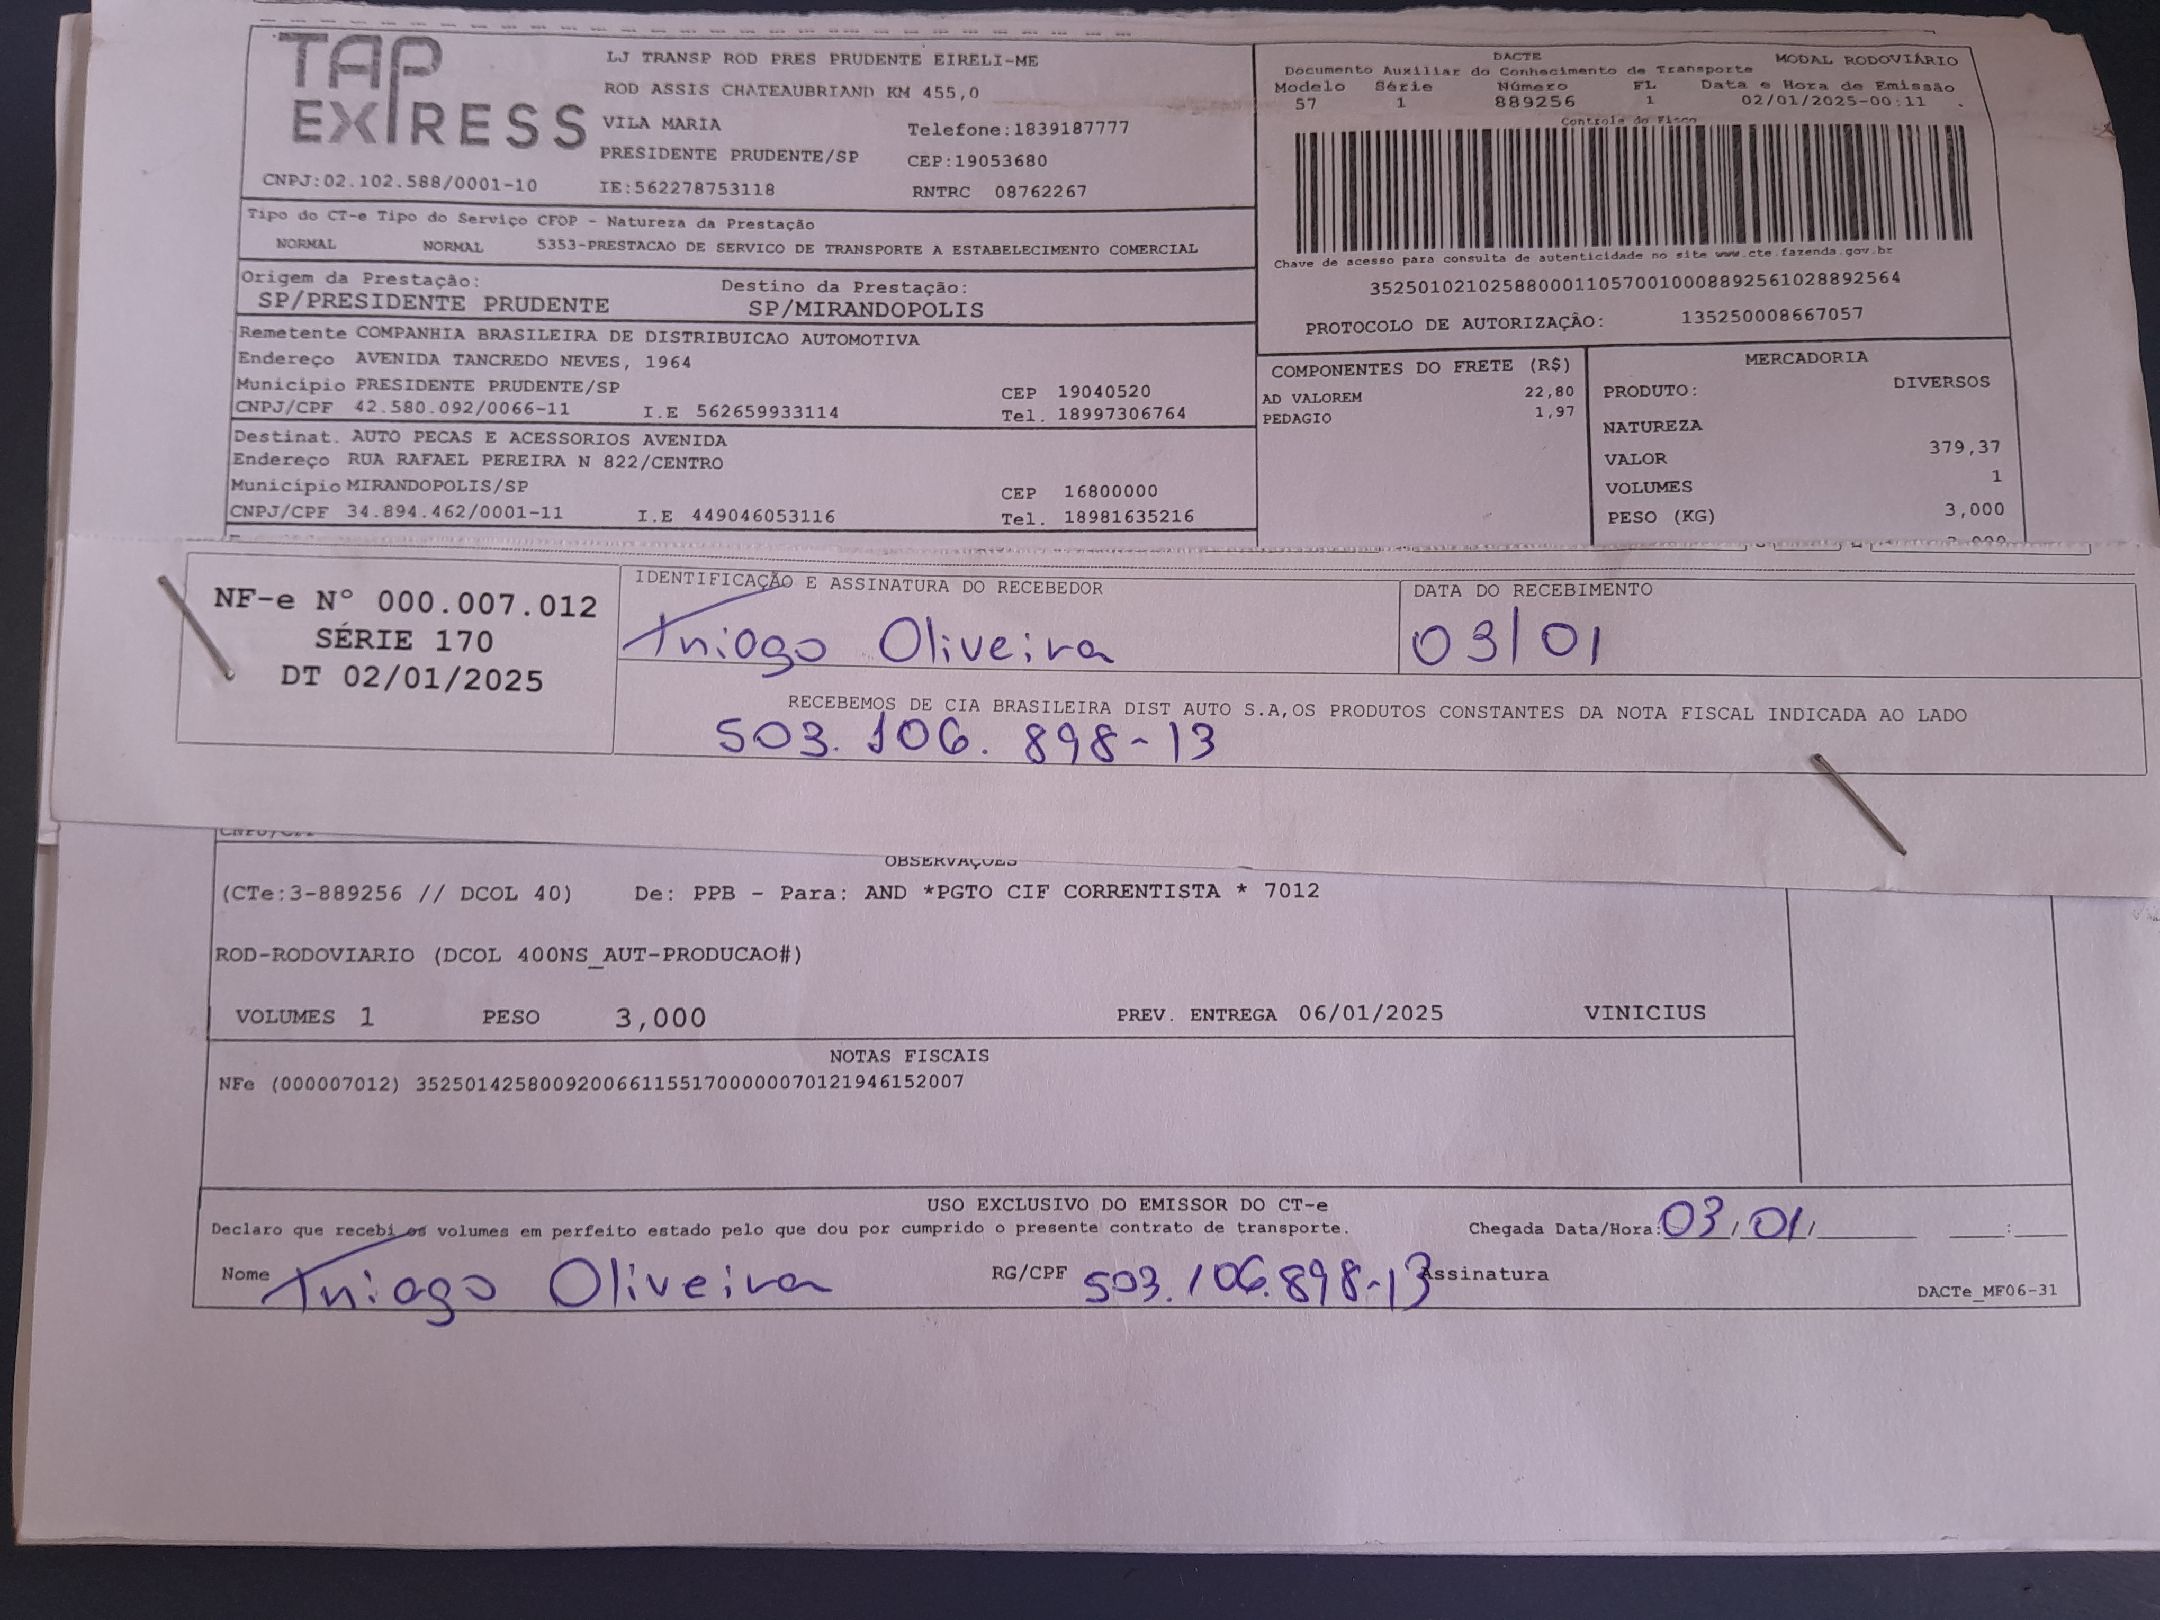 TAP
EXPRESS
LJ TRANSP ROD PRES PRUDENTE EIRELI-ME
ROD ASSIS CHATEAUBRIAND KM 455,0
VILA MARIA Telefone:1839187777
PRESIDENTE PRUDENTE/SP CEP:19053680
CNPJ:02.102.588/0001-10 IE:562278753118 RNTRC 08762267
DACTE MODAL RODOVIÁRIO
Documento Auxiliar do Conhecimento de Transporte
Modelo Série Número FL Data e Hora de Emissão
57 1 889256 1 02/01/2025-00:11
Controle do Fisco
Chave de acesso para consulta de autenticidade no site www.cte.fazenda.gov.br
35250102102588000110570010008892561028892564
PROTOCOLO DE AUTORIZAÇÃO: 135250008667057
Tipo do CT-e Tipo do Serviço CFOP - Natureza da Prestação
NORMAL NORMAL 5353-PRESTACAO DE SERVICO DE TRANSPORTE A ESTABELECIMENTO COMERCIAL
Origem da Prestação: Destino da Prestação:
SP/PRESIDENTE PRUDENTE SP/MIRANDOPOLIS
Remetente COMPANHIA BRASILEIRA DE DISTRIBUICAO AUTOMOTIVA
Endereço AVENIDA TANCREDO NEVES, 1964
Município PRESIDENTE PRUDENTE/SP CEP 19040520
CNPJ/CPF 42.580.092/0066-11 I.E 562659933114 Tel. 18997306764
Destinat. AUTO PECAS E ACESSORIOS AVENIDA
Endereço RUA RAFAEL PEREIRA N 822/CENTRO
Município MIRANDOPOLIS/SP CEP 16800000
CNPJ/CPF 34.894.462/0001-11 I.E 449046053116 Tel. 18981635216
COMPONENTES DO FRETE (R$)
AD VALOREM 22,80
PEDAGIO 1,97
MERCADORIA
PRODUTO: DIVERSOS
NATUREZA
VALOR 379,37
VOLUMES 1
PESO (KG) 3,000
NF-e Nº 000.007.012
SÉRIE 170
DT 02/01/2025
IDENTIFICAÇÃO E ASSINATURA DO RECEBEDOR DATA DO RECEBIMENTO
Thiago Oliveira 03/01
RECEBEMOS DE CIA BRASILEIRA DIST AUTO S.A,OS PRODUTOS CONSTANTES DA NOTA FISCAL INDICADA AO LADO
503.106.898-13
CNPJ/CPF
OBSERVAÇÕES
(CTe:3-889256 // DCOL 40) De: PPB - Para: AND *PGTO CIF CORRENTISTA * 7012
ROD-RODOVIARIO (DCOL 400NS_AUT-PRODUCAO#)
VOLUMES 1 PESO 3,000 PREV. ENTREGA 06/01/2025 VINICIUS
NOTAS FISCAIS
NFe (000007012) 35250142580092006611551700000070121946152007
USO EXCLUSIVO DO EMISSOR DO CT-e
Declaro que recebi os volumes em perfeito estado pelo que dou por cumprido o presente contrato de transporte. Chegada Data/Hora: 03/01/ :
Nome Thiago Oliveira RG/CPF 503.106.898-13 Assinatura
DACTe_MF06-31